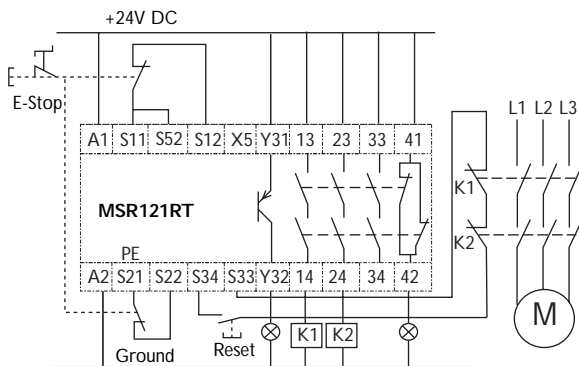 +24V DC
E-Stop
A1 S11 S52 S12 X5 Y31 13 23 33 41
L1 L2 L3
K1
MSR121RT
K2
PE
A2 S21 S22 S34 S33 Y32 14 24 34 42
K1 K2
M
Ground
Reset